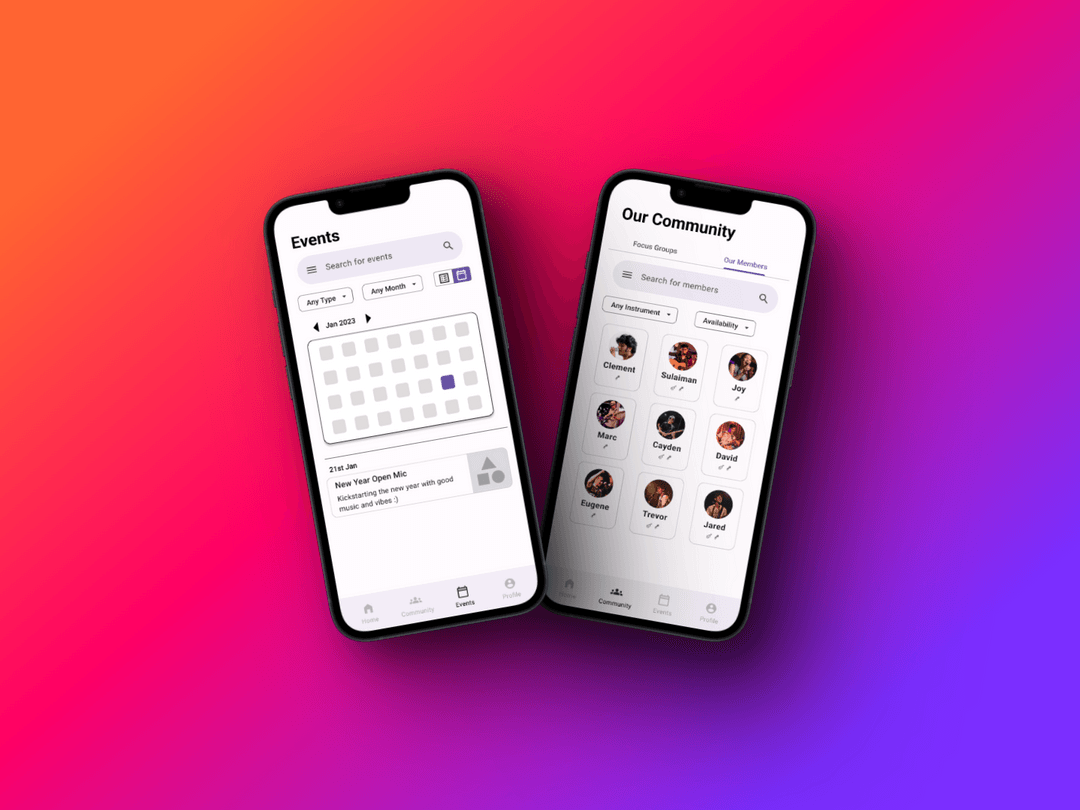 Events
Search for events
Any Type
Any Month
Jan 2023
21st Jan
New Year Open Mic
Kickstarting the new year with good
music and vibes :)
Home
Community
Events
Profile
Our Community
Focus Groups
Our Members
Search for members
Any Instrument
Availability
Clement
Sulaiman
Joy
Marc
Cayden
David
Eugene
Trevor
Jared
Home
Community
Events
Profile